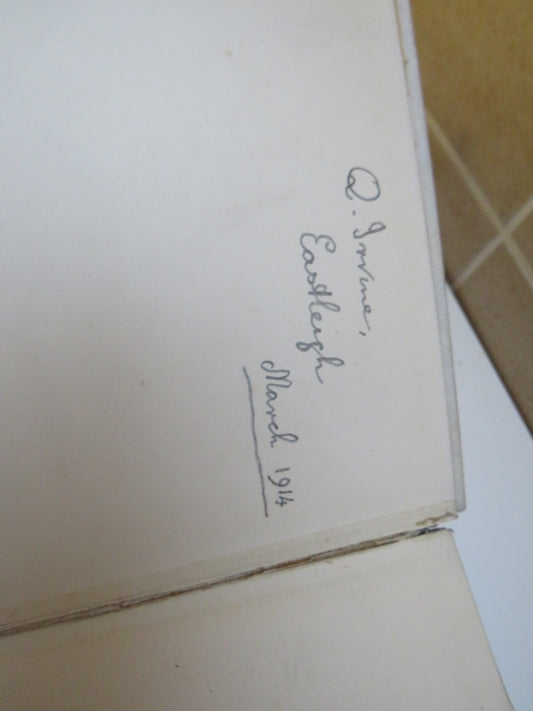 Q. Irvine,
Eastleigh
March 1914